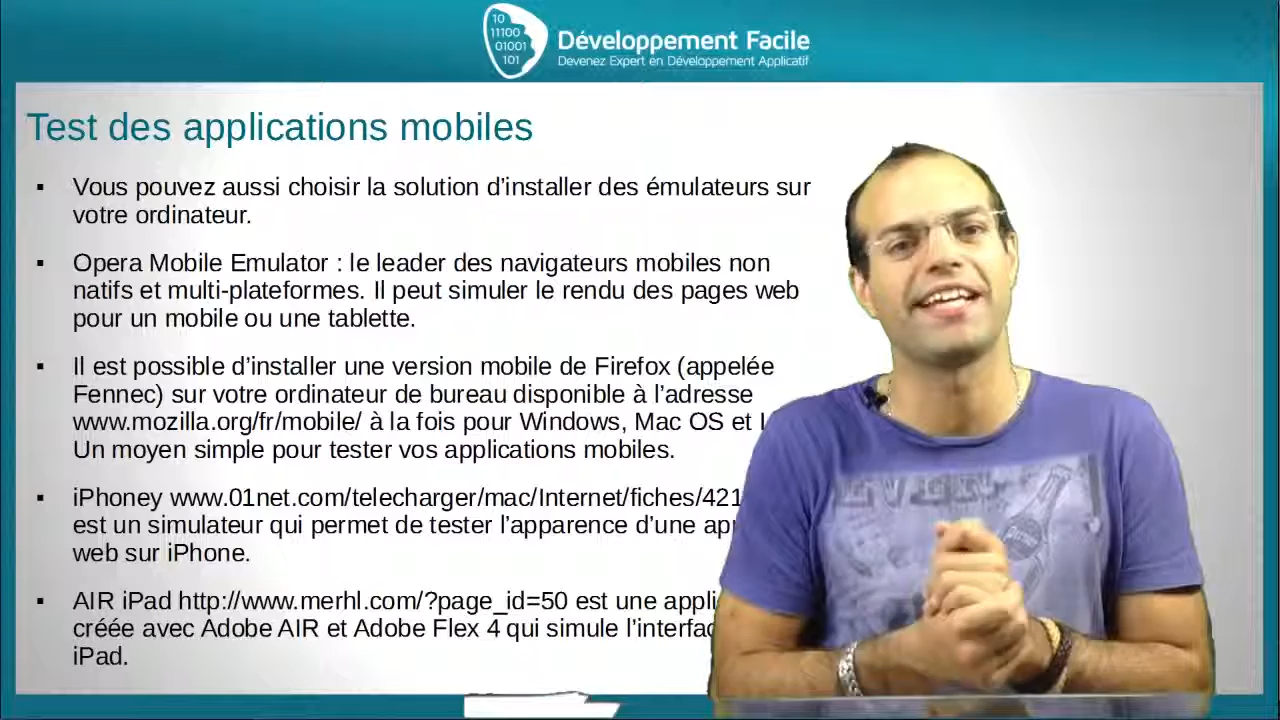 10
11100
01001
101
Développement Facile
Devenez Expert en Développement Applicatif
Test des applications mobiles
Vous pouvez aussi choisir la solution d’installer des émulateurs sur
votre ordinateur.
Opera Mobile Emulator : le leader des navigateurs mobiles non
natifs et multi-plateformes. Il peut simuler le rendu des pages web
pour un mobile ou une tablette.
Il est possible d’installer une version mobile de Firefox (appelée
Fennec) sur votre ordinateur de bureau disponible à l’adresse
www.mozilla.org/fr/mobile/ à la fois pour Windows, Mac OS et
Un moyen simple pour tester vos applications mobiles.
iPhoney www.01net.com/telecharger/mac/Internet/fiches/421
est un simulateur qui permet de tester l’apparence d’une
web sur iPhone.
AIR iPad http://www.merhl.com/?page_id=50 est une
créée avec Adobe AIR et Adobe Flex 4 qui simule
iPad.